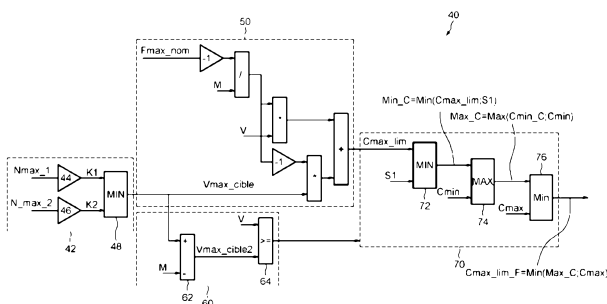 50
40
Fmax_nom
-1
/
M
*
V
-1
*
+
Cmax_lim
Min_C=Min(Cmax_lim;S1)
Max_C=Max(Cmin_C;Cmin)
76
MIN
S1
72
Cmin
MAX
74
Min
Cmax
70
Cmax_lim_F=Min(Max_C;Cmax)
Nmax_1
44
K1
N_max_2
46
K2
MIN
42
48
Vmax_cible
V
+
M
-
Vmax_cible2
>=
62
60
64